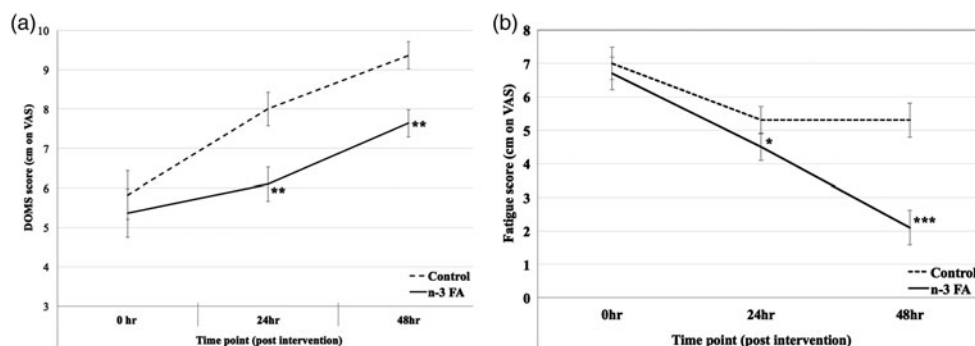 (a)
DOMS score (cm on VAS)
10
9
8
7
6
5
4
3
**
**
Control
n-3 FA
0 hr
24hr
48hr
Time point (post intervention)
(b)
Fatigue score (cm on VAS)
8
7
6
5
4
3
2
1
0
*
***
Control
n-3 FA
0hr
24hr
48hr
Time point (post intervention)